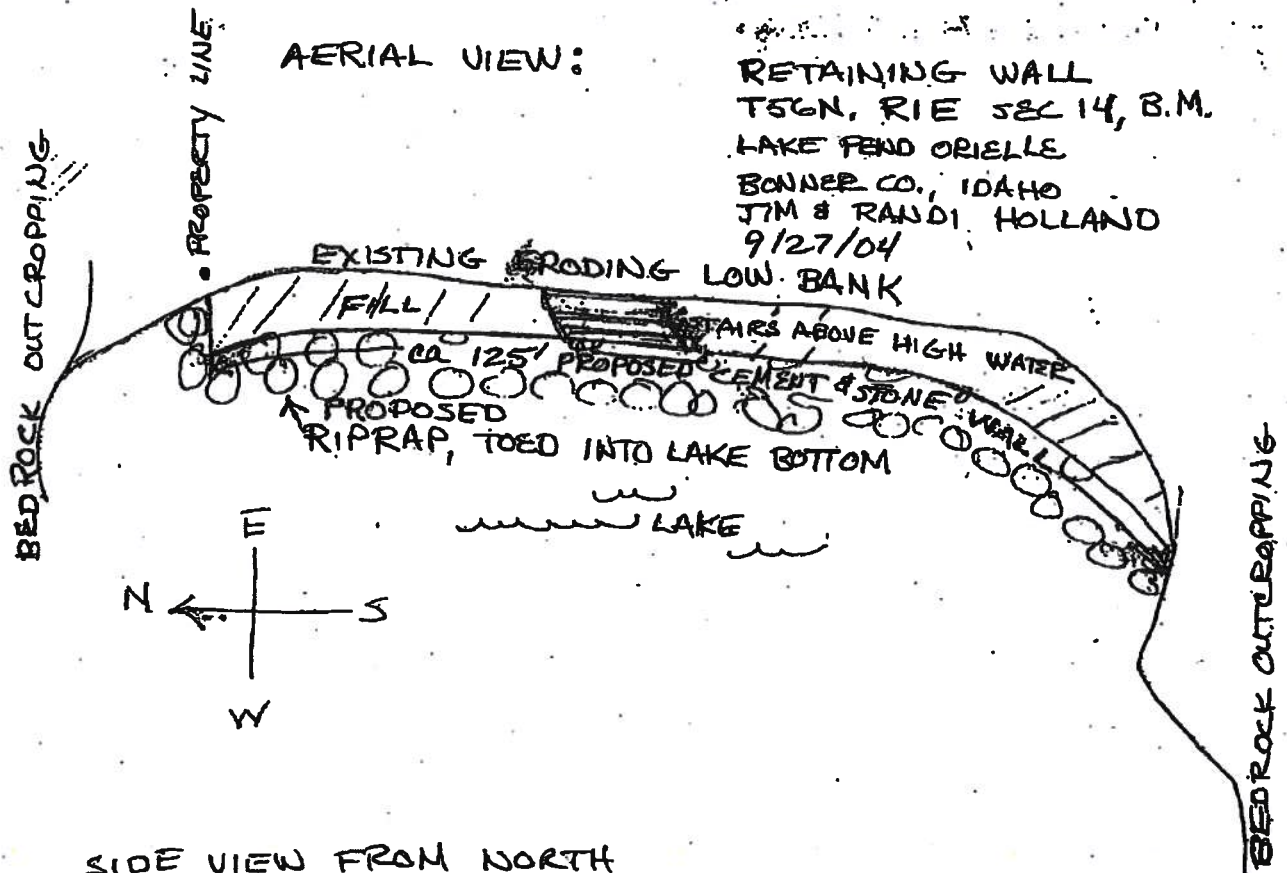 AERIAL VIEW:
RETAINING WALL
T56N, R1E SEC 14, B.M.
LAKE PEND ORIELLE
BONNER CO., IDAHO
JIM & RANDI HOLLAND
9/27/04
PROPERTY LINE
BEDROCK OUTCROPPING
EXISTING ERODING LOW BANK
FILL
STAIRS ABOVE HIGH WATER
ca 125' PROPOSED CEMENT & STONE WALL
PROPOSED
RIPRAP, TOED INTO LAKE BOTTOM
LAKE
E
N
S
W
BEDROCK OUTCROPPING
SIDE VIEW FROM NORTH